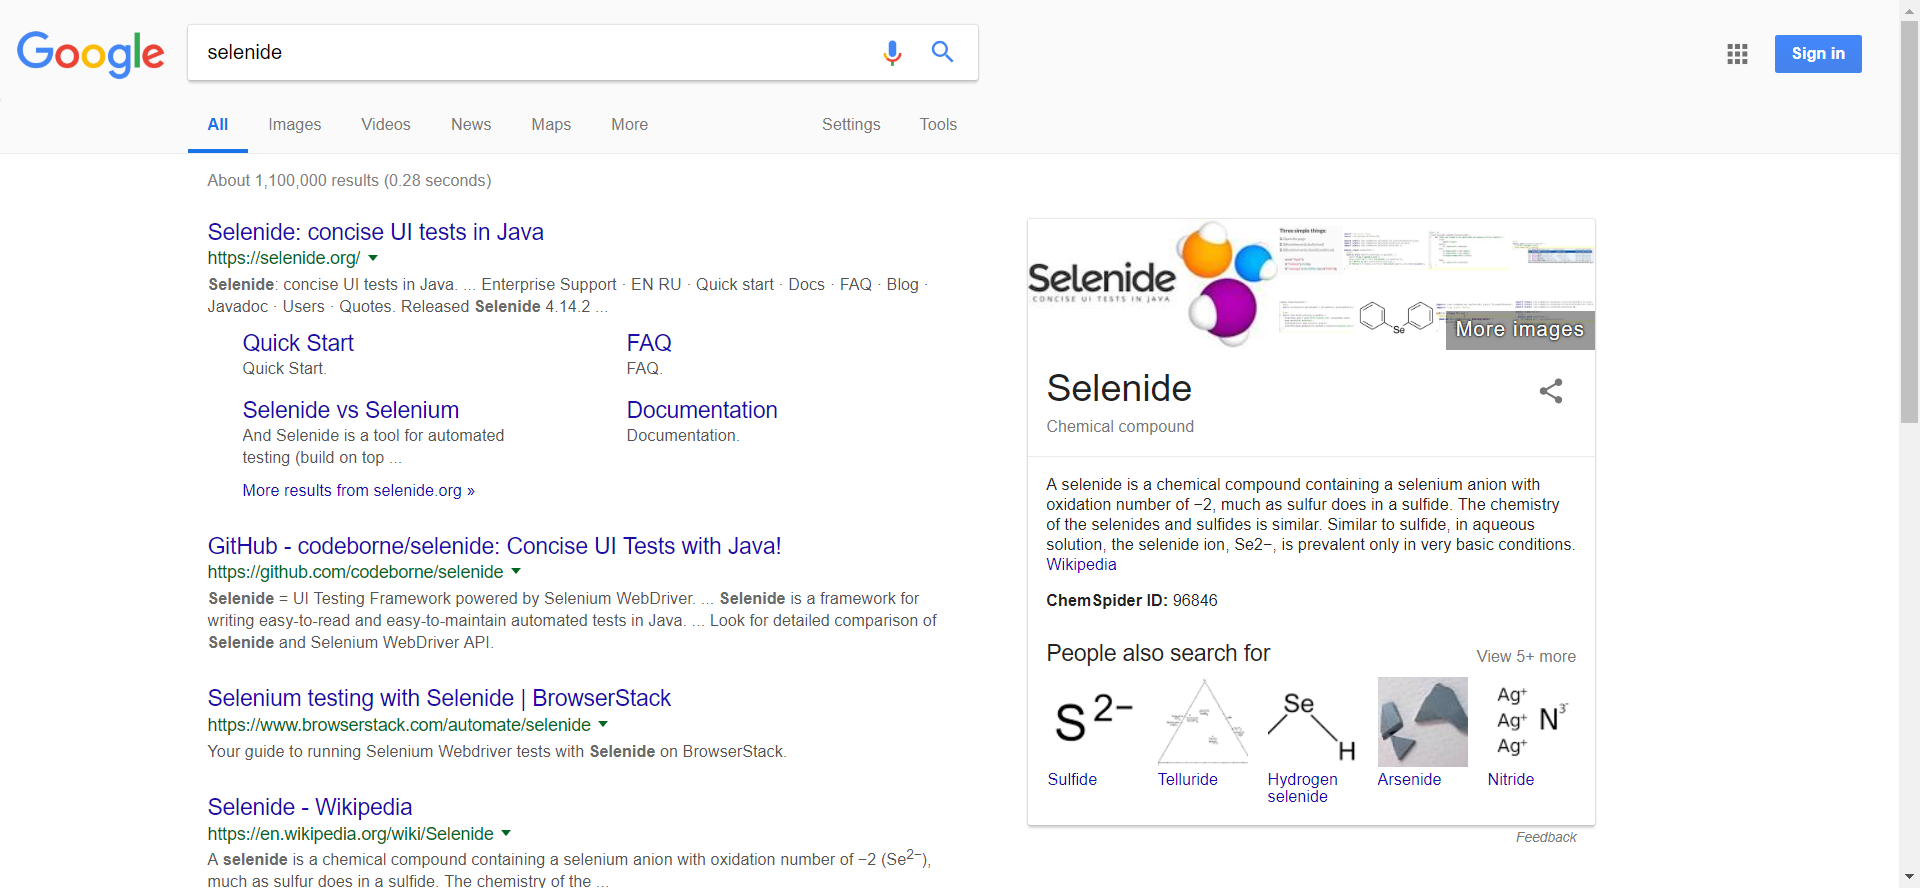 Google
selenide
Sign in
All Images Videos News Maps More Settings Tools
About 1,100,000 results (0.28 seconds)
Selenide: concise UI tests in Java
https://selenide.org/
Selenide: concise UI tests in Java. ... Enterprise Support · EN RU · Quick start · Docs · FAQ · Blog ·
Javadoc · Users · Quotes. Released Selenide 4.14.2 ...
Quick Start
Quick Start.
FAQ
FAQ.
Selenide vs Selenium
And Selenide is a tool for automated
testing (build on top ...
Documentation
Documentation.
More results from selenide.org »
GitHub - codeborne/selenide: Concise UI Tests with Java!
https://github.com/codeborne/selenide
Selenide = UI Testing Framework powered by Selenium WebDriver. ... Selenide is a framework for
writing easy-to-read and easy-to-maintain automated tests in Java. ... Look for detailed comparison of
Selenide and Selenium WebDriver API.
Selenium testing with Selenide | BrowserStack
https://www.browserstack.com/automate/selenide
Your guide to running Selenium Webdriver tests with Selenide on BrowserStack.
Selenide - Wikipedia
https://en.wikipedia.org/wiki/Selenide
A selenide is a chemical compound containing a selenium anion with oxidation number of −2 (Se2−),
much as sulfur does in a sulfide. The chemistry of the ...
Selenide
CONCISE UI TESTS IN JAVA
Three simple things:
Se
More images
Selenide
Chemical compound
A selenide is a chemical compound containing a selenium anion with
oxidation number of −2, much as sulfur does in a sulfide. The chemistry
of the selenides and sulfides is similar. Similar to sulfide, in aqueous
solution, the selenide ion, Se2−, is prevalent only in very basic conditions.
Wikipedia
ChemSpider ID: 96846
People also search for
View 5+ more
S 2−
Se
H
Ag+
Ag+ N 3-
Ag+
Sulfide
Telluride
Hydrogen
selenide
Arsenide
Nitride
Feedback